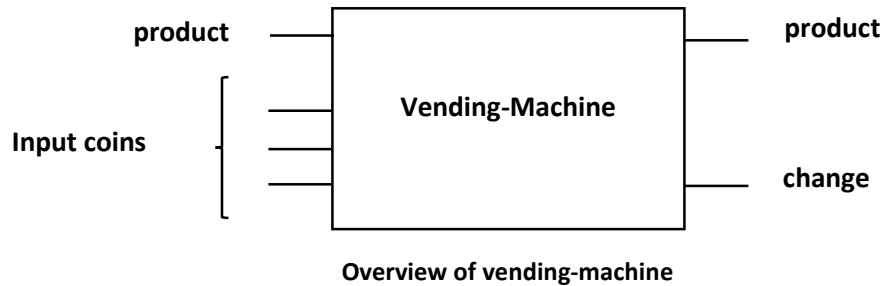 product
product
Vending-Machine
Input coins
change
Overview of vending-machine